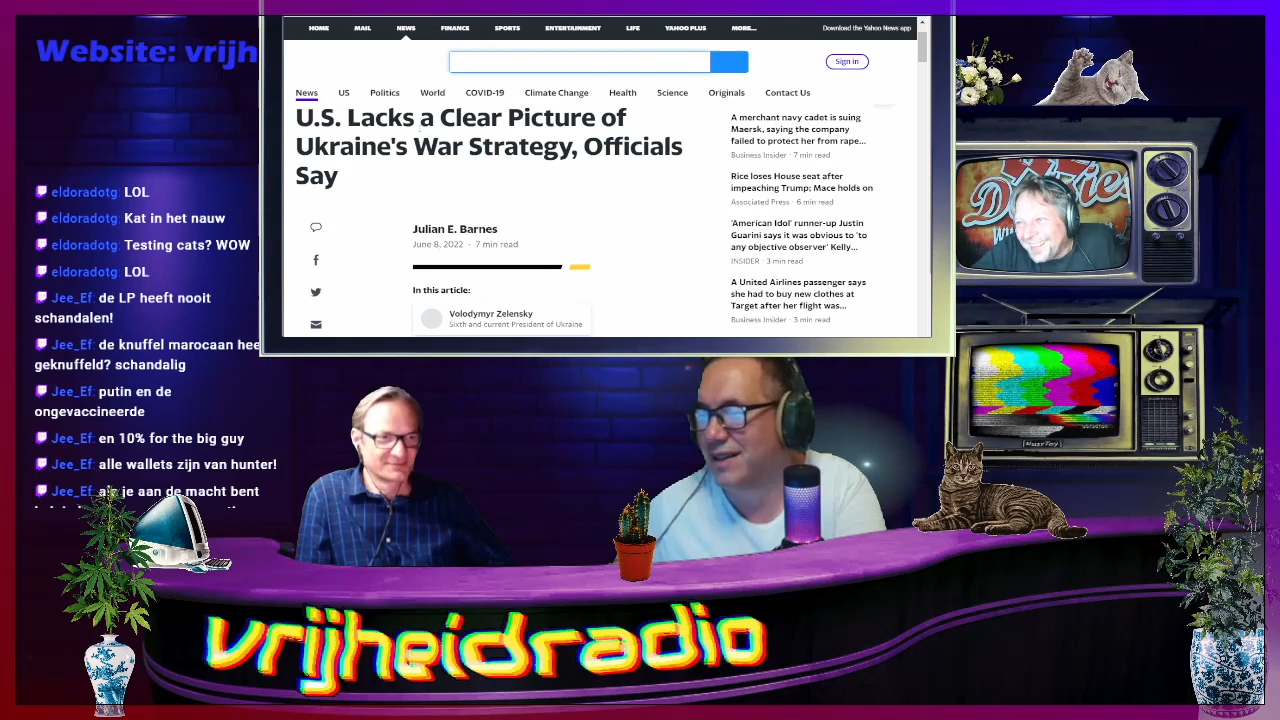 Website: vrijh
HOME MAIL NEWS FINANCE SPORTS ENTERTAINMENT LIFE YAHOO PLUS MORE... Download the Yahoo News app
Sign in
News US Politics World COVID-19 Climate Change Health Science Originals Contact Us
U.S. Lacks a Clear Picture of
Ukraine's War Strategy, Officials
Say
Julian E. Barnes
June 8, 2022 · 7 min read
In this article:
Volodymyr Zelensky
Sixth and current President of Ukraine
A merchant navy cadet is suing
Maersk, saying the company
failed to protect her from rape...
Business Insider · 7 min read
Rice loses House seat after
impeaching Trump; Mace holds on
Associated Press · 6 min read
'American Idol' runner-up Justin
Guarini says it was obvious to 'to
any objective observer' Kelly...
INSIDER · 3 min read
A United Airlines passenger says
she had to buy new clothes at
Target after her flight was...
Business Insider · 3 min read
eldoradotg: LOL
eldoradotg: Kat in het nauw
eldoradotg: Testing cats? WOW
eldoradotg: LOL
Jee_Ef: de LP heeft nooit
schandalen!
Jee_Ef: de knuffel marocaan hee
geknuffeld? schandalig
Jee_Ef: putin en de
ongevaccineerde
Jee_Ef: en 10% for the big guy
Jee_Ef: alle wallets zijn van hunter!
Jee_Ef: als je aan de macht bent
vrijheidradio